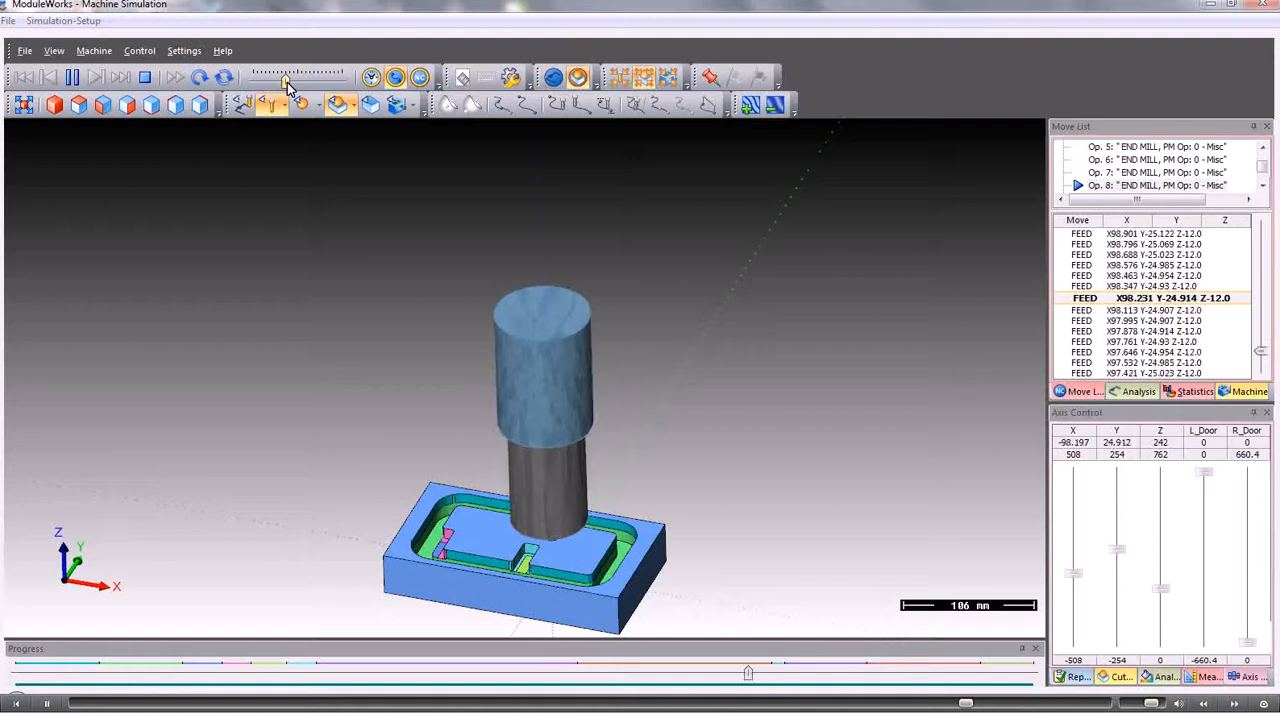 ModuleWorks - Machine Simulation
File Simulation-Setup
File View Machine Control Settings Help
NC
Z
Y
X
106 mm
Move List
Op. 5: " END MILL, PM Op: 0 - Misc"
Op. 6: " END MILL, PM Op: 0 - Misc"
Op. 7: " END MILL, PM Op: 0 - Misc"
Op. 8: " END MILL, PM Op: 0 - Misc"
Move X Y Z
FEED X98.901 Y-25.122 Z-12.0
FEED X98.796 Y-25.069 Z-12.0
FEED X98.688 Y-25.023 Z-12.0
FEED X98.576 Y-24.985 Z-12.0
FEED X98.463 Y-24.954 Z-12.0
FEED X98.347 Y-24.93 Z-12.0
FEED X98.231 Y-24.914 Z-12.0
FEED X98.113 Y-24.907 Z-12.0
FEED X97.995 Y-24.907 Z-12.0
FEED X97.878 Y-24.914 Z-12.0
FEED X97.761 Y-24.93 Z-12.0
FEED X97.646 Y-24.954 Z-12.0
FEED X97.532 Y-24.985 Z-12.0
FEED X97.421 Y-25.023 Z-12.0
NC Move L... Analysis Statistics Machine
Axis Control
X Y Z L_Door R_Door
-98.197 24.912 242 0 0
508 254 762 0 660.4
-508 -254 0 -660.4 0
Rep... Cut... Anal... Mea... Axis ...
Progress